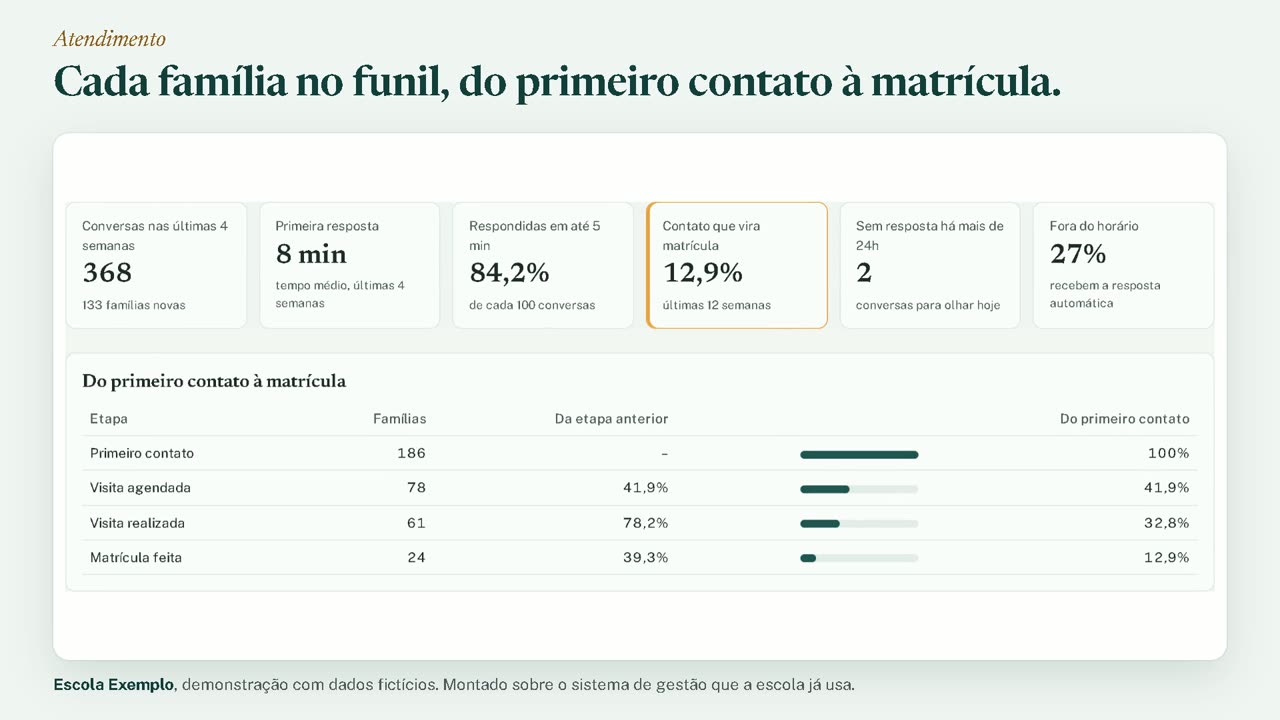 Atendimento
Cada família no funil, do primeiro contato à matrícula.
Conversas nas últimas 4
semanas
368
133 famílias novas
Primeira resposta
8 min
tempo médio, últimas 4
semanas
Respondidas em até 5
min
84,2%
de cada 100 conversas
Contato que vira
matrícula
12,9%
últimas 12 semanas
Sem resposta há mais de
24h
2
conversas para olhar hoje
Fora do horário
27%
recebem a resposta
automática
Do primeiro contato à matrícula
Etapa Famílias Da etapa anterior Do primeiro contato
Primeiro contato 186 – 100%
Visita agendada 78 41,9% 41,9%
Visita realizada 61 78,2% 32,8%
Matrícula feita 24 39,3% 12,9%
Escola Exemplo, demonstração com dados fictícios. Montado sobre o sistema de gestão que a escola já usa.